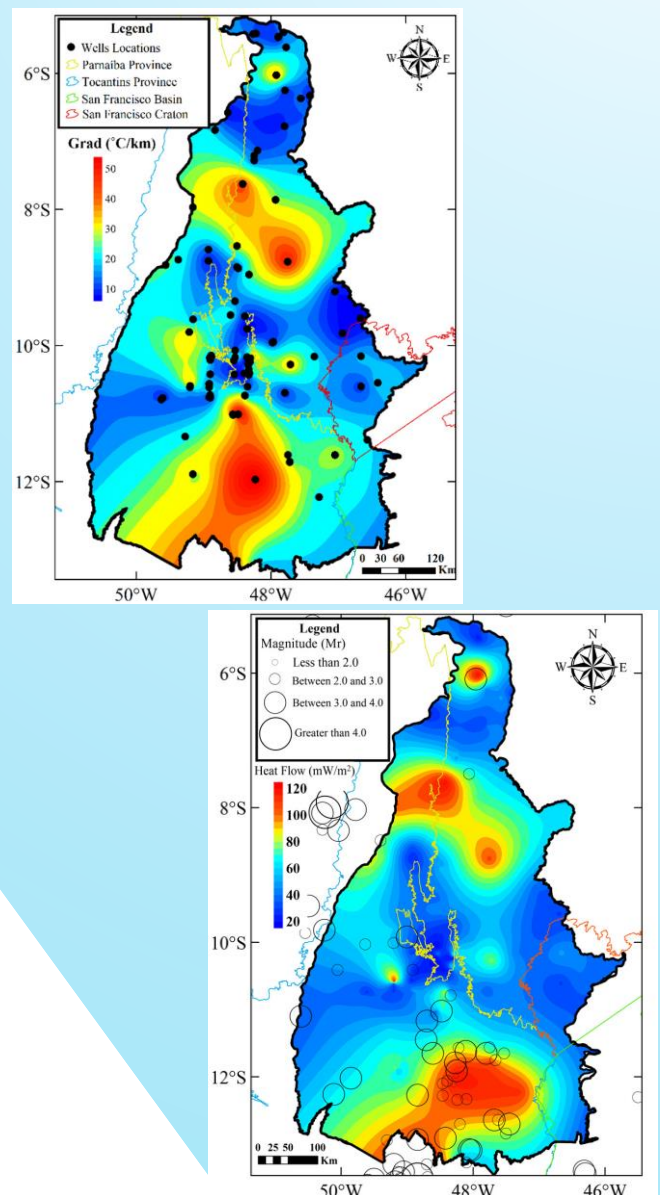 Legend
Wells Locations
Parnaíba Province
Tocantins Province
San Francisco Basin
San Francisco Craton
N
W E
S
Grad (˚C/km)
50
40
30
20
10
6°S
8°S
10°S
12°S
0 30 60 120
Km
50°W 48°W 46°W
Legend
Magnitude (Mr)
Less than 2.0
Between 2.0 and 3.0
Between 3.0 and 4.0
Greater than 4.0
N
W E
S
Heat Flow (mW/m²)
120
100
80
60
40
20
6°S
8°S
10°S
12°S
0 25 50 100
Km
50°W 48°W 46°W